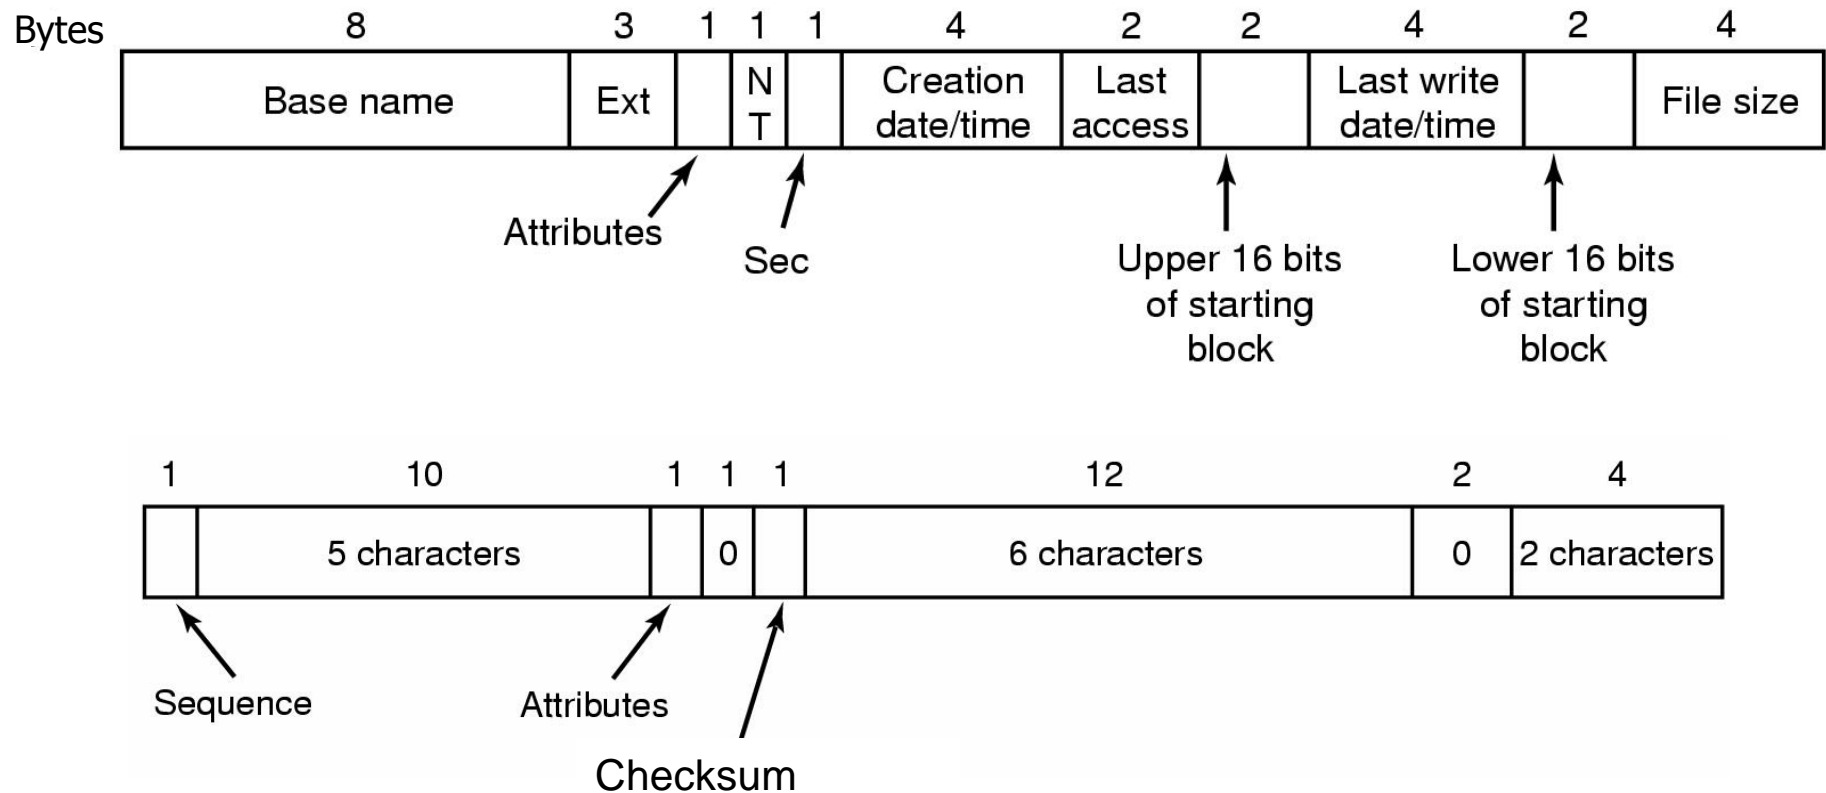 Bytes 8 3 1 1 1 4 2 2 4 2 4
Base name Ext N T Creation date/time Last access Last write date/time File size
Attributes
Sec
Upper 16 bits
of starting
block
Lower 16 bits
of starting
block
1 10 1 1 1 12 2 4
5 characters 0 6 characters 0 2 characters
Sequence
Attributes
Checksum